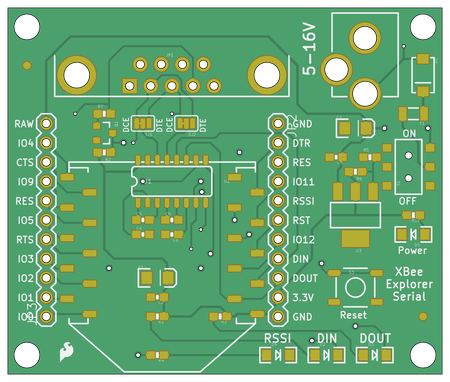 5-16V
DCE
DTE
DCE
DTE
RAW
IO4
CTS
IO9
RES
IO5
RTS
IO3
IO2
IO1
IO0
GND
DTR
RES
IO11
RSSI
RST
IO12
DIN
DOUT
3.3V
GND
ON
OFF
Power
XBee
Explorer
Serial
Reset
RSSI
DIN
DOUT